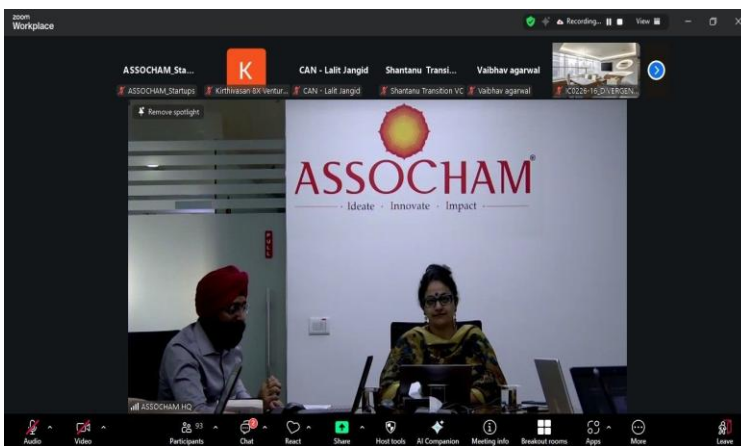 zoom
Workplace
Recording...
View
ASSOCHAM_Sta...
K
CAN - Lalit Jangid
Shantanu Transi...
Vaibhav agarwal
ASSOCHAM_Startups
Kirthivasan 8X Ventur...
CAN - Lalit Jangid
Shantanu Transition VC
Vaibhav agarwal
Remove spotlight
ASSOCHAM
· Ideate · Innovate · Impact ·
PULL
ASSOCHAM HQ
Audio
Video
93
Participants
Chat
React
Share
Host tools
AI Companion
Meeting info
Breakout rooms
Apps
More
Leave